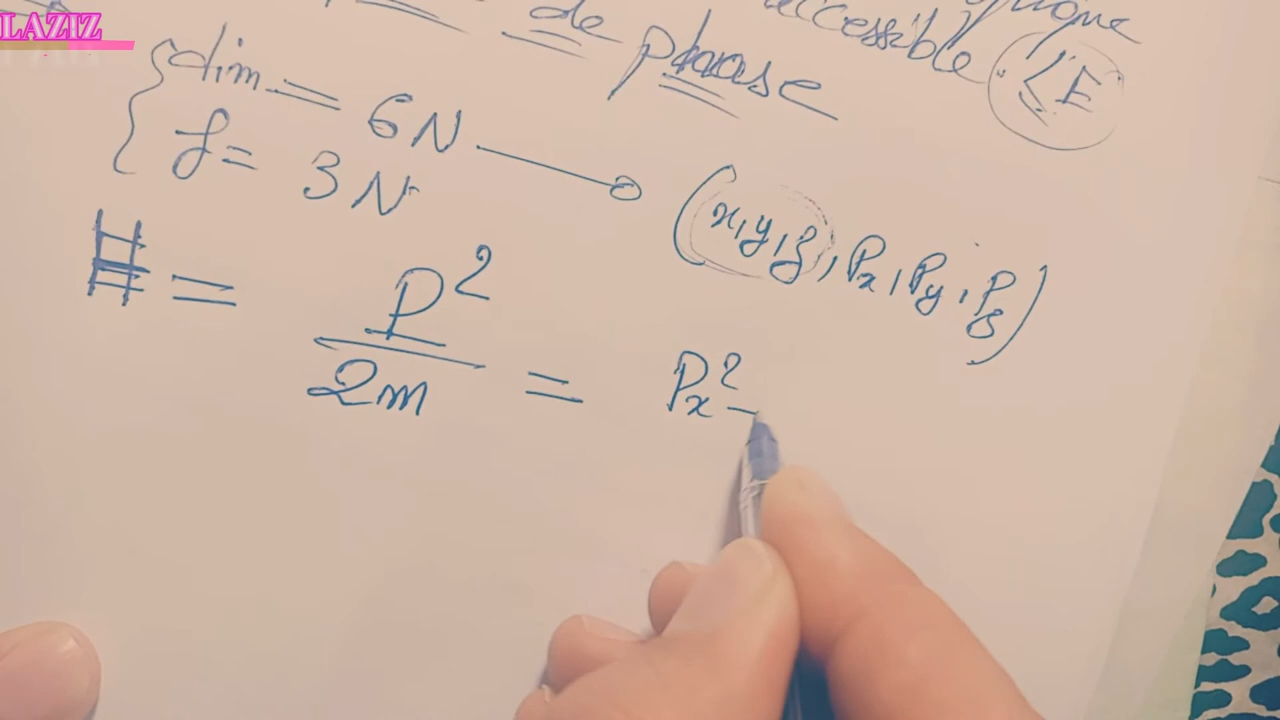 LAZIZ
accessible ≤E
de phase
{dim = 6N → (x, y, z, Px, Py, Pz)
f = 3N
H = P²/2m = Px² -